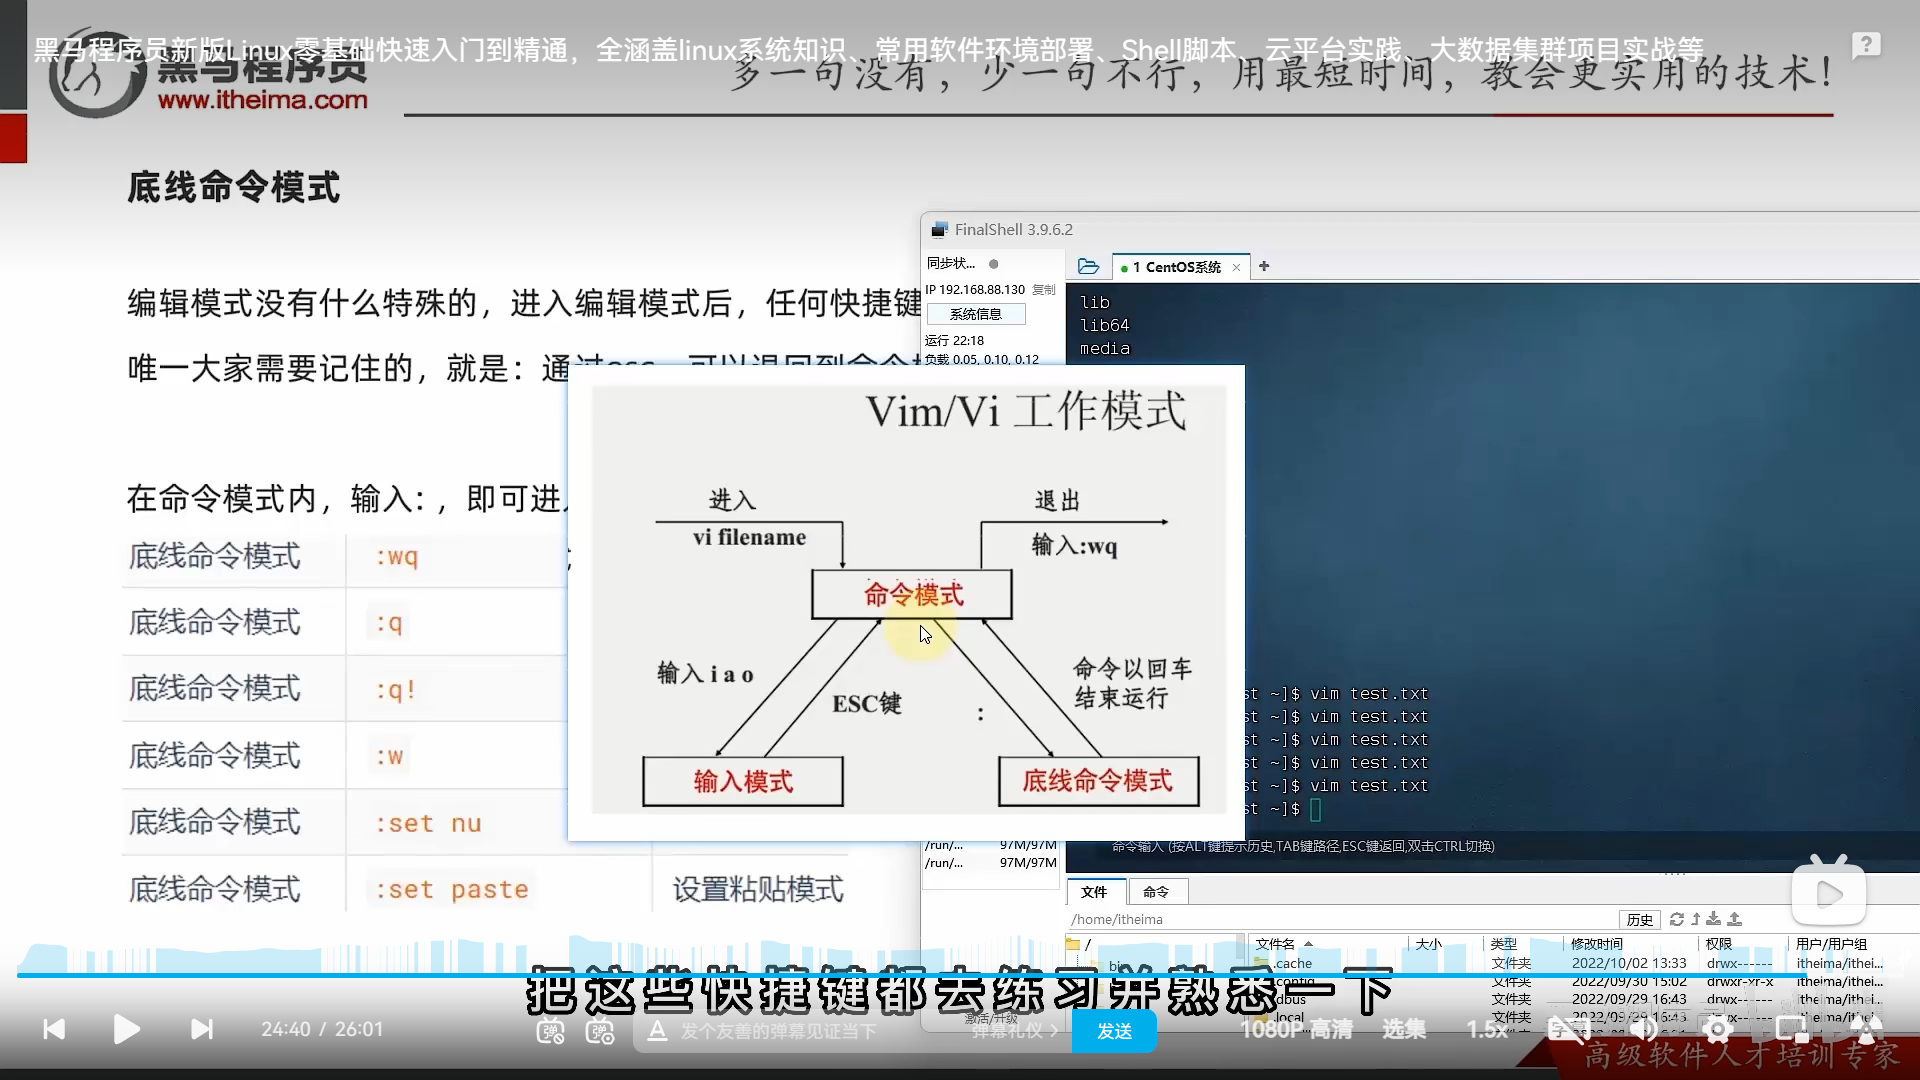 黑马程序员新版Linux零基础快速入门到精通，全涵盖linux系统知识、常用软件环境部署、Shell脚本、云平台实践、大数据集群项目实战等
黑马程序员
www.itheima.com
多一句没有，少一句不行，用最短时间，教会更实用的技术！
底线命令模式
编辑模式没有什么特殊的，进入编辑模式后，任何快捷键
唯一大家需要记住的，就是：通过esc，可以退回到命令
在命令模式内，输入:，即可进
底线命令模式 :wq
底线命令模式 :q
底线命令模式 :q!
底线命令模式 :w
底线命令模式 :set nu
底线命令模式 :set paste 设置粘贴模式
Vim/Vi 工作模式
进入
vi filename
退出
输入:wq
命令模式
输入 i a o
ESC键
:
命令以回车
结束运行
输入模式
底线命令模式
FinalShell 3.9.6.2
同步状...
1 CentOS系统
IP 192.168.88.130 复制
系统信息
运行 22:18
负载 0.05, 0.10, 0.12
lib
lib64
media
st ~]$ vim test.txt
st ~]$ vim test.txt
st ~]$ vim test.txt
st ~]$ vim test.txt
st ~]$ vim test.txt
st ~]$
命令输入 (按ALT键提示历史,TAB键路径,ESC键返回,双击CTRL切换)
/run/... 97M/97M
/run/... 97M/97M
文件 命令
/home/itheima 历史
/
文件名 大小 类型 修改时间 权限 用户/用户组
.cache 文件夹 2022/10/02 13:33 drwx------ itheima/ithei...
.config 文件夹 2022/09/30 15:02 drwxr-xr-x itheima/ithei...
dbus 文件夹 2022/09/29 16:43 drwx------ itheima/ithei...
.local 文件夹 2022/09/29 16:43 drwx------ itheima/ithei...
激活/升级
把这些快捷键都去练习并熟悉一下
24:40 / 26:01
发个友善的弹幕见证当下
弹幕礼仪
发送
1080P 高清
选集
1.5x
高级软件人才培训专家